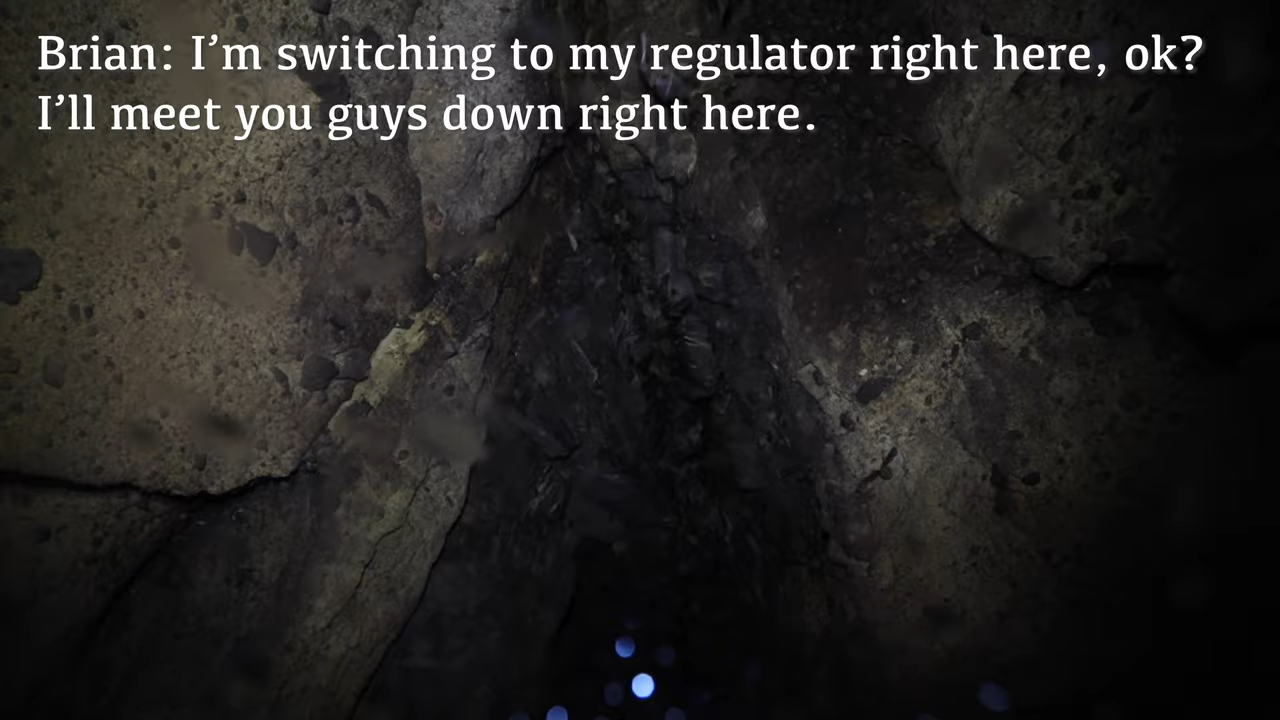 Brian: I’m switching to my regulator right here, ok?
I’ll meet you guys down right here.